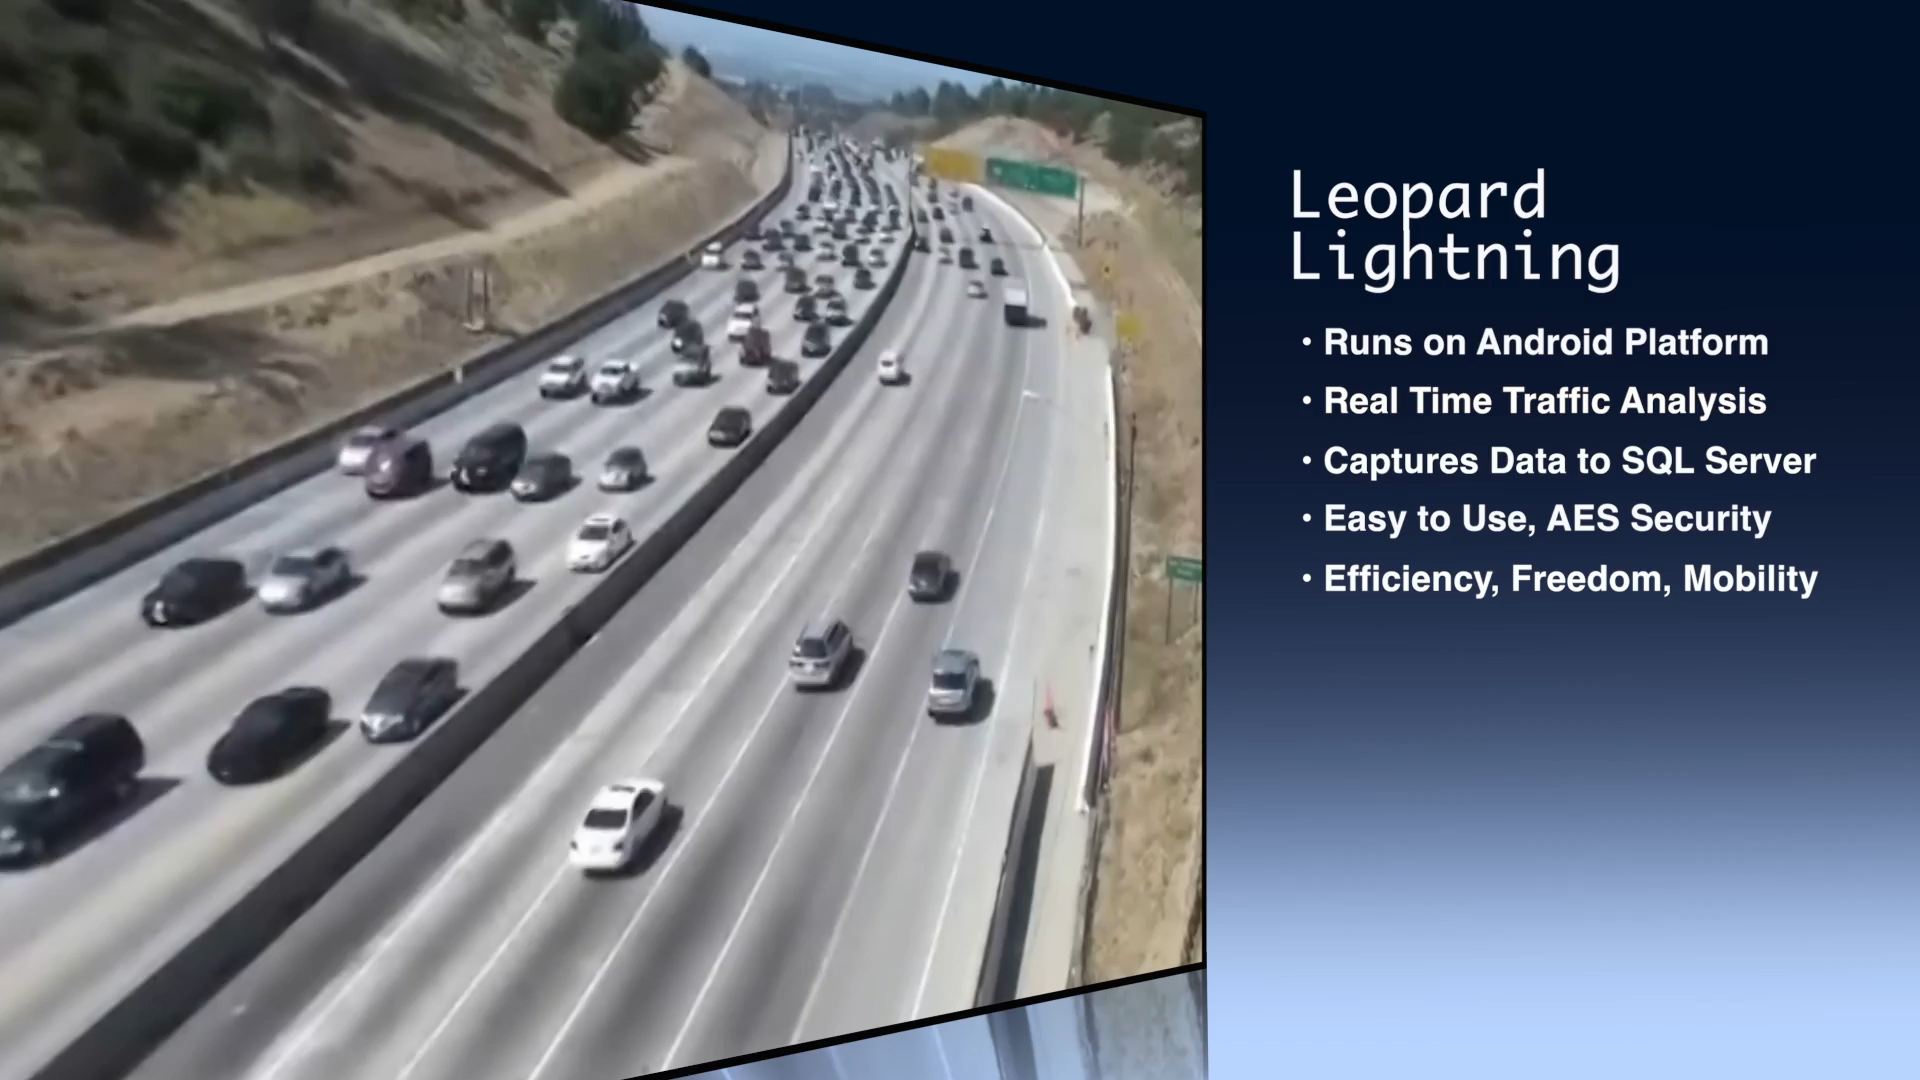 Leopard
Lightning
• Runs on Android Platform
• Real Time Traffic Analysis
• Captures Data to SQL Server
• Easy to Use, AES Security
• Efficiency, Freedom, Mobility